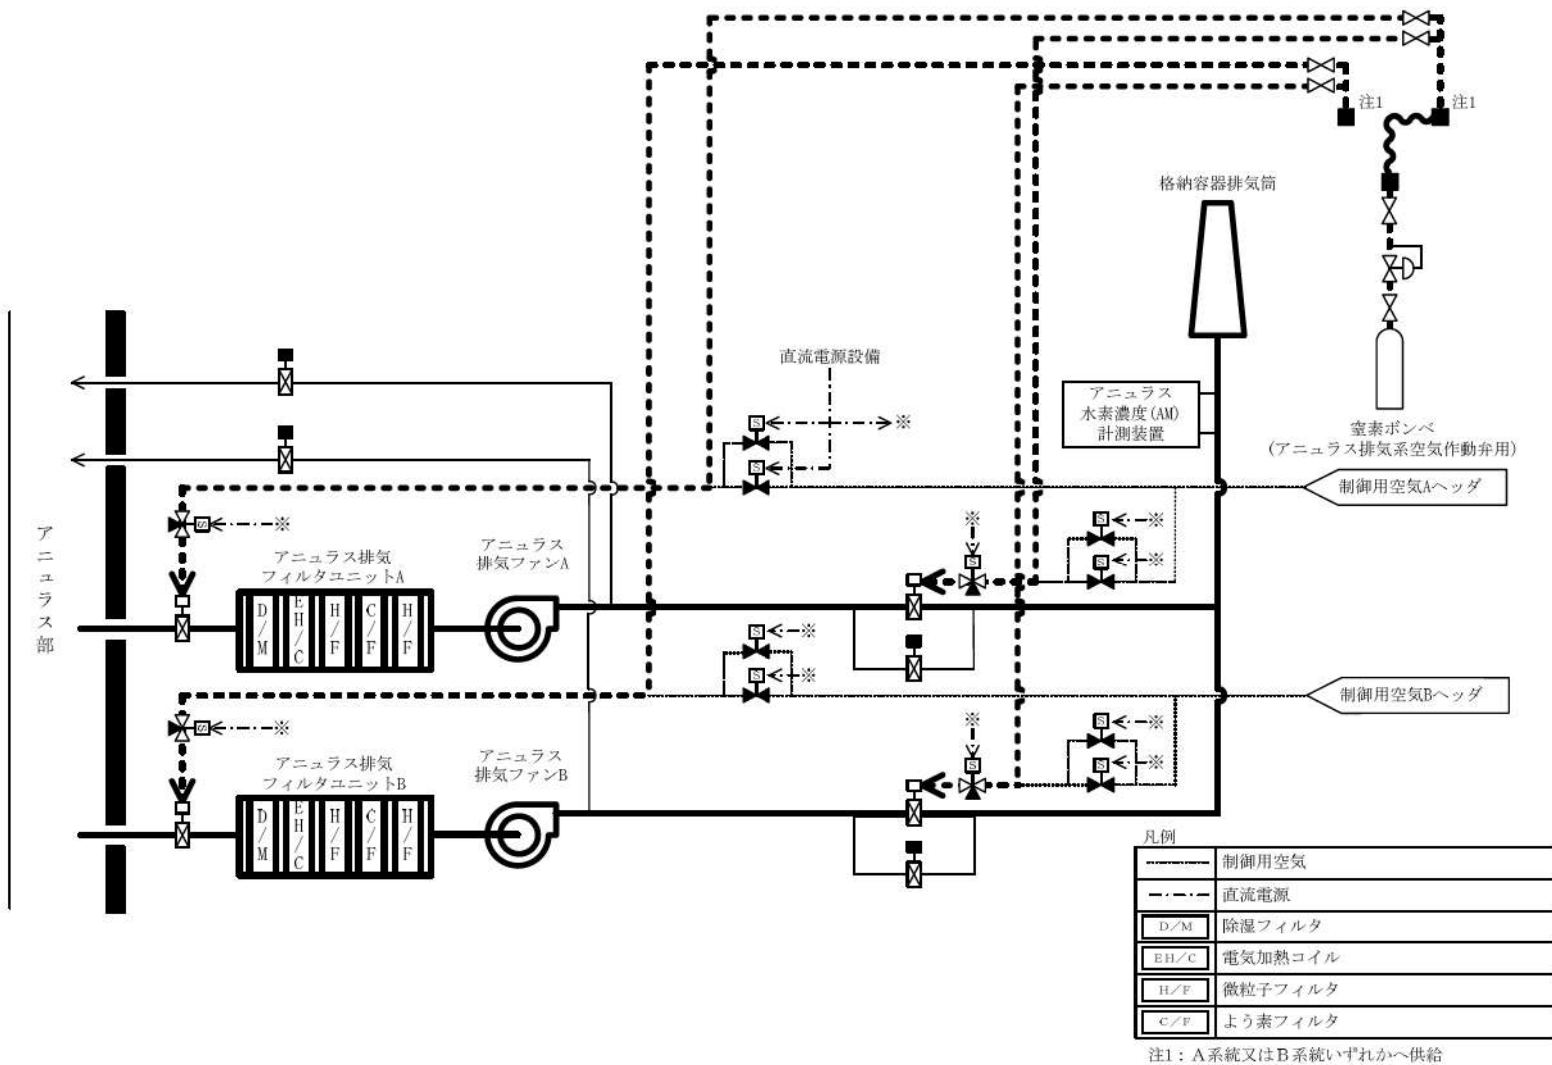 注1
注1
格納容器排気筒
直流電源設備
アニュラス
水素濃度(AM)
計測装置
窒素ボンベ
(アニュラス排気系空気作動弁用)
S
※
S
制御用空気Aヘッダ
アニュラス部
S
※
アニュラス排気
フィルタユニットA
アニュラス
排気ファンA
※
S
S
※
S
※
D/M
EH/C
H/F
C/F
H/F
S
※
S
※
制御用空気Bヘッダ
S
※
アニュラス排気
フィルタユニットB
アニュラス
排気ファンB
※
S
S
※
S
※
D/M
EH/C
H/F
C/F
H/F
凡例
制御用空気
直流電源
D/M 除湿フィルタ
EH/C 電気加熱コイル
H/F 微粒子フィルタ
C/F よう素フィルタ
注1：A系統又はB系統いずれかへ供給